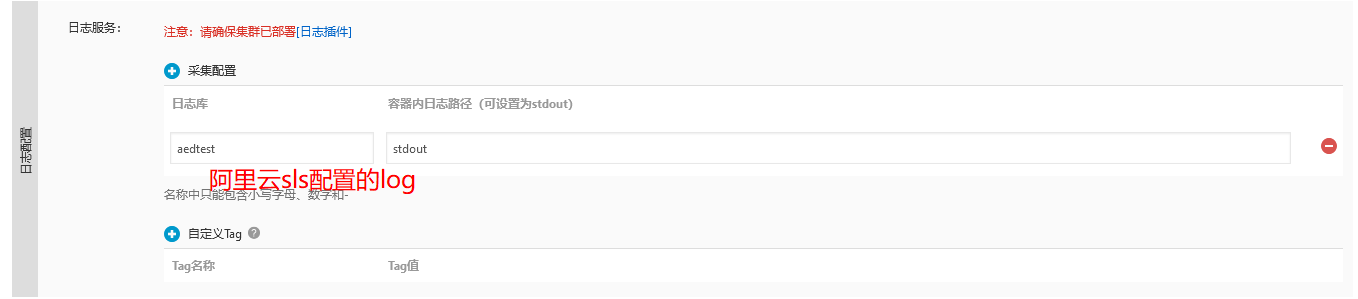 日志服务：
注意：请确保集群已部署[日志插件]
采集配置
日志库 容器内日志路径（可设置为stdout）
aedtest stdout
阿里云sls配置的log
名称中只能包含小写字母、数字和-
自定义Tag ?
Tag名称 Tag值
日志配置